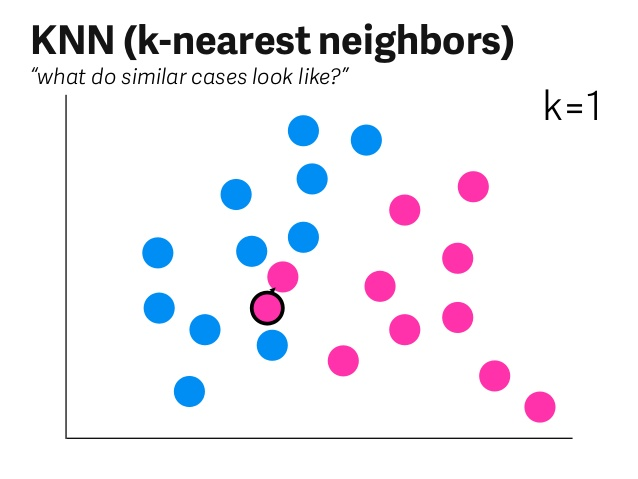 KNN (k-nearest neighbors)
“what do similar cases look like?”
k=1